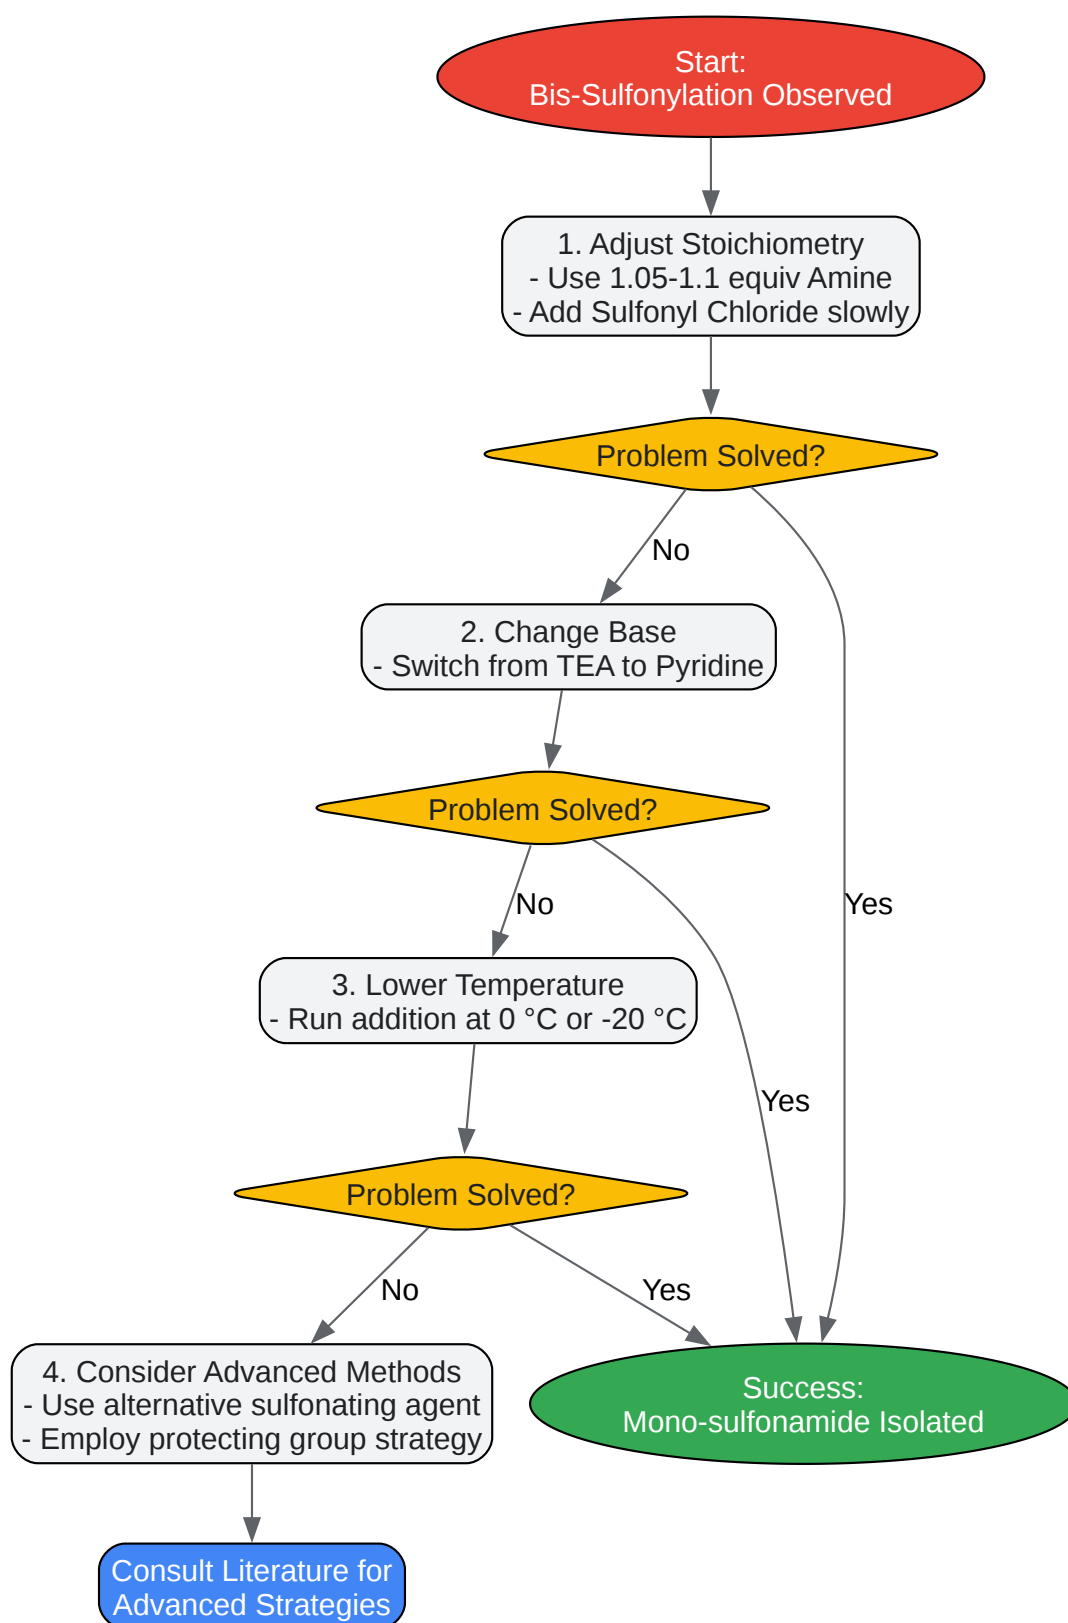 Start:
Bis-Sulfonylation Observed
1. Adjust Stoichiometry
- Use 1.05-1.1 equiv Amine
- Add Sulfonyl Chloride slowly
Problem Solved?
No
2. Change Base
- Switch from TEA to Pyridine
Problem Solved?
No
Yes
3. Lower Temperature
- Run addition at 0 °C or -20 °C
Yes
Problem Solved?
No
Yes
4. Consider Advanced Methods
- Use alternative sulfonating agent
- Employ protecting group strategy
Success:
Mono-sulfonamide Isolated
Consult Literature for
Advanced Strategies